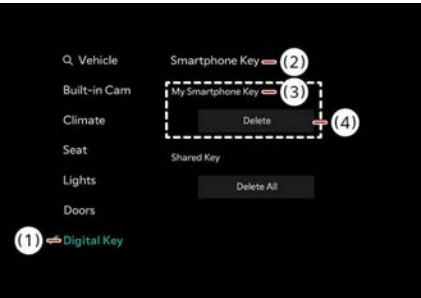 Vehicle
Smartphone Key (2)
Built-in Cam
My Smartphone Key (3)
Climate
Delete
(4)
Seat
Shared Key
Lights
Delete All
Doors
(1) Digital Key